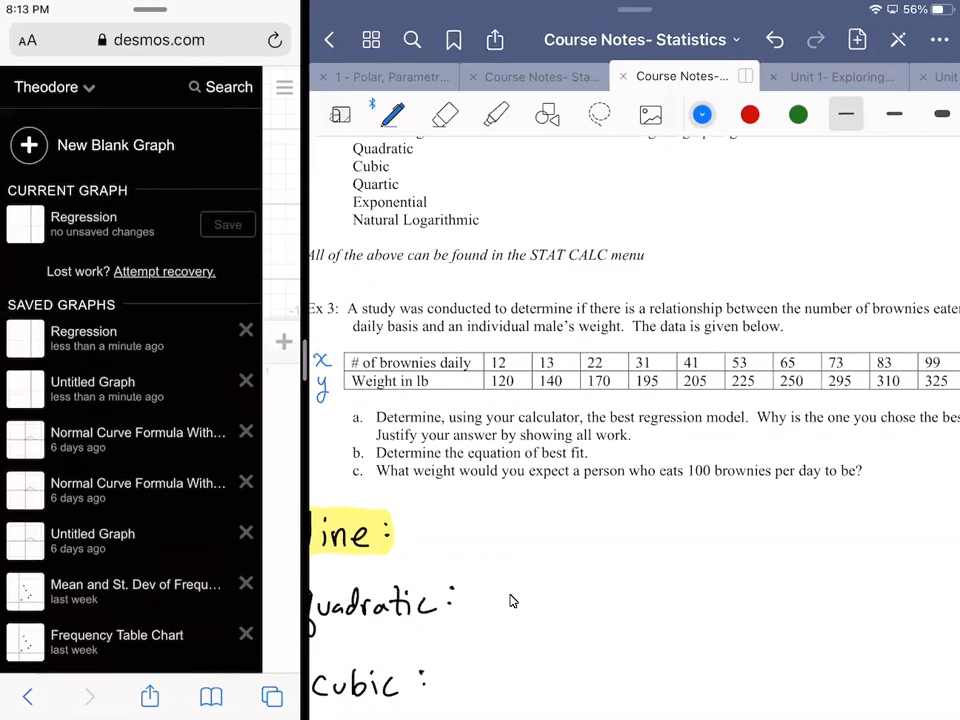 8:13 PM
56%
AA desmos.com
Course Notes- Statistics
1 - Polar, Parametr...
Course Notes- Sta...
Course Notes-...
Unit 1- Exploring...
Unit
Theodore
Search
New Blank Graph
CURRENT GRAPH
Regression
no unsaved changes
Save
Lost work? Attempt recovery.
SAVED GRAPHS
Regression
less than a minute ago
Untitled Graph
less than a minute ago
Normal Curve Formula With...
6 days ago
Normal Curve Formula With...
6 days ago
Untitled Graph
6 days ago
Mean and St. Dev of Frequ...
last week
Frequency Table Chart
last week
Quadratic
Cubic
Quartic
Exponential
Natural Logarithmic
All of the above can be found in the STAT CALC menu
Ex 3: A study was conducted to determine if there is a relationship between the number of brownies eate
daily basis and an individual male's weight. The data is given below.
x # of brownies daily 12 13 22 31 41 53 65 73 83 99
y Weight in lb 120 140 170 195 205 225 250 295 310 325
a. Determine, using your calculator, the best regression model. Why is the one you chose the bes
Justify your answer by showing all work.
b. Determine the equation of best fit.
c. What weight would you expect a person who eats 100 brownies per day to be?
line:
quadratic:
cubic: